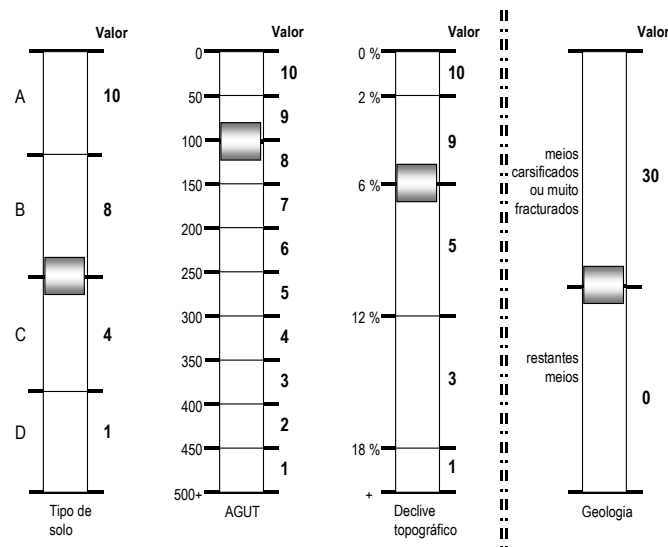 Valor
A
10
B
8
C
4
D
1
Tipo de
solo
Valor
0
10
50
9
100
8
150
7
200
6
250
5
300
4
350
3
400
2
450
1
500+
AGUT
Valor
0 %
10
2 %
9
6 %
5
12 %
3
18 %
1
+
Declive
topográfico
Valor
meios
carsificados
ou muito
fracturados
30
restantes
meios
0
Geologia